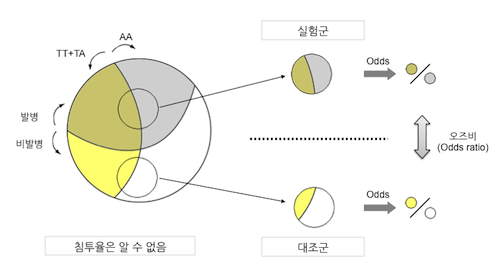 실험군
AA
TT+TA
Odds
발병
비발병
오즈비
(Odds ratio)
Odds
침투율은 알 수 없음
대조군